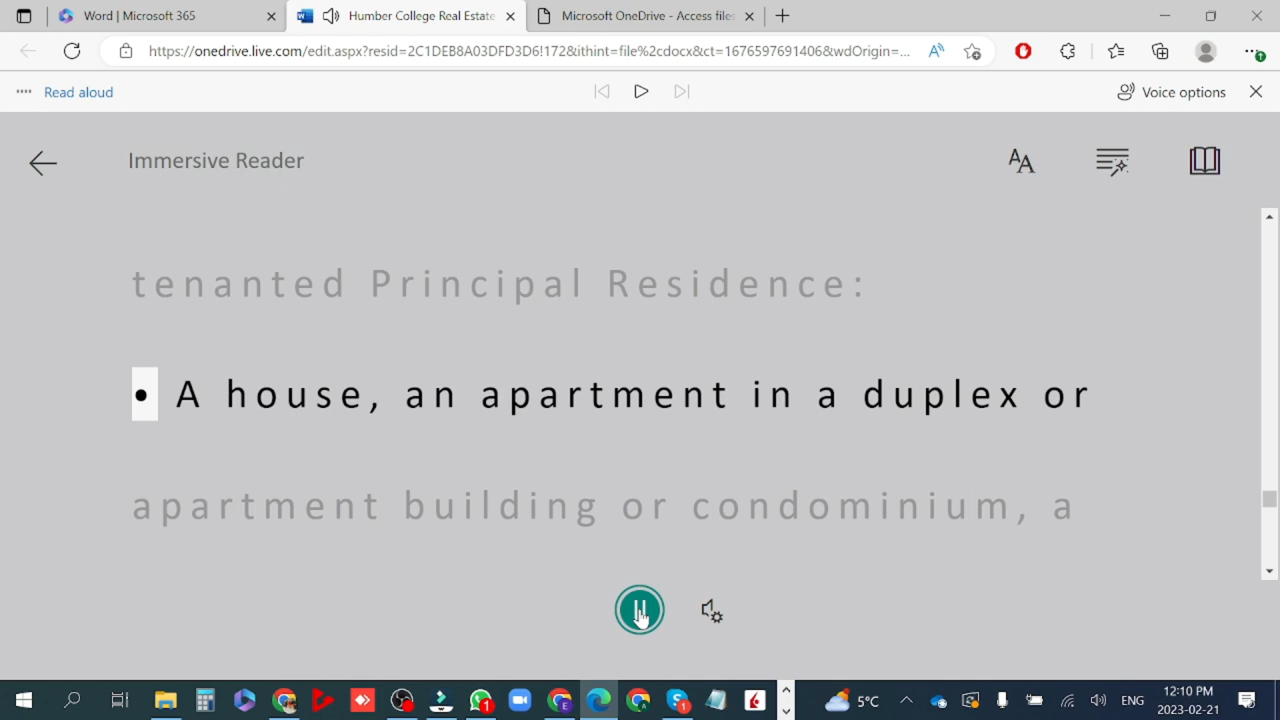 Word | Microsoft 365
Humber College Real Estate
Microsoft OneDrive - Access files
https://onedrive.live.com/edit.aspx?resid=2C1DEB8A03DFD3D6!172&ithint=file%2cdocx&ct=1676597691406&wdOrigin=...
Read aloud
Voice options
Immersive Reader
tenanted Principal Residence:
• A house, an apartment in a duplex or
apartment building or condominium, a
5°C
ENG
12:10 PM
2023-02-21